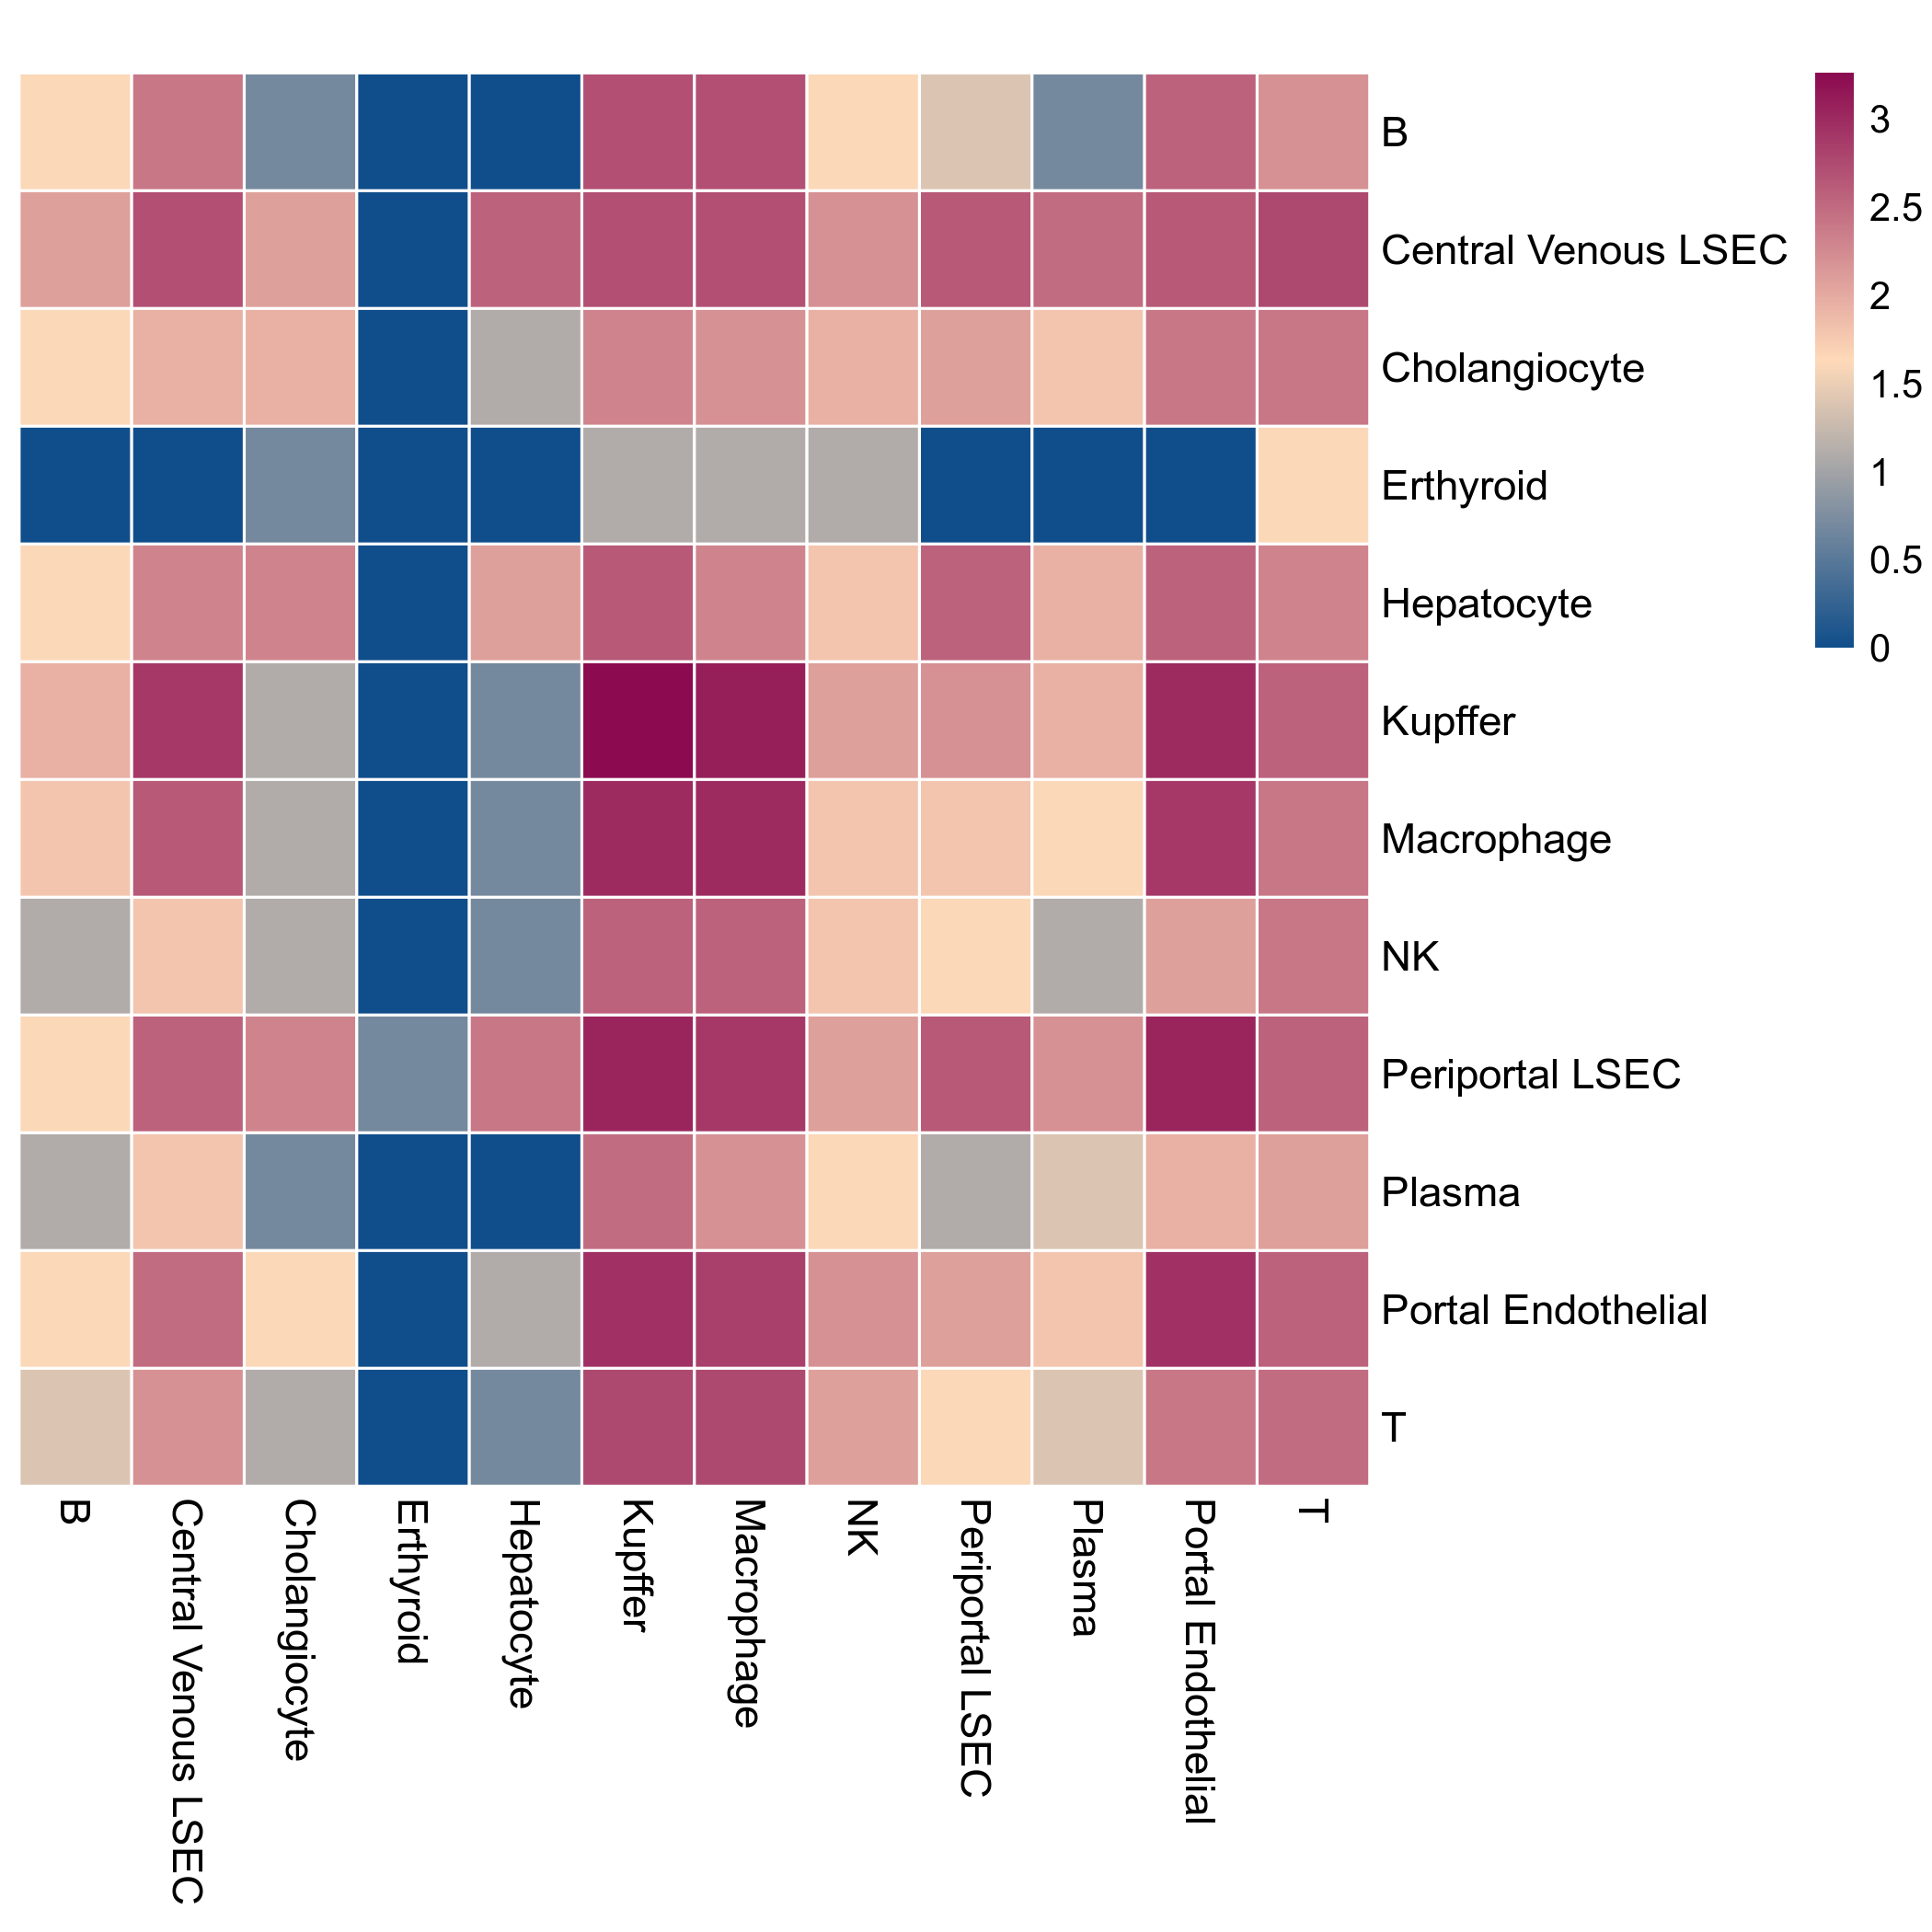 B
Central Venous LSEC
Cholangiocyte
Erthyroid
Hepatocyte
Kupffer
Macrophage
NK
Periportal LSEC
Plasma
Portal Endothelial
T
3
2.5
2
1.5
1
0.5
0
B
Central Venous LSEC
Cholangiocyte
Erthyroid
Hepatocyte
Kupffer
Macrophage
NK
Periportal LSEC
Plasma
Portal Endothelial
T